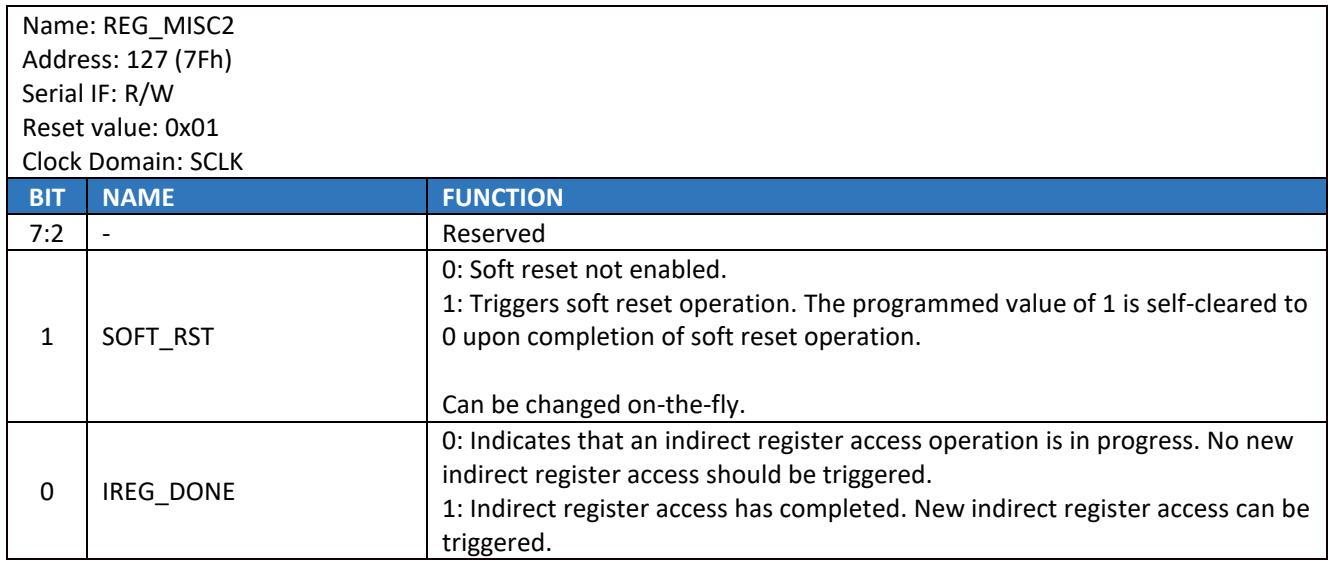 Name: REG_MISC2
Address: 127 (7Fh)
Serial IF: R/W
Reset value: 0x01
Clock Domain: SCLK
BIT NAME FUNCTION
7:2 - Reserved
0: Soft reset not enabled.
1: Triggers soft reset operation. The programmed value of 1 is self-cleared to
1 SOFT_RST 0 upon completion of soft reset operation.
Can be changed on-the-fly.
0: Indicates that an indirect register access operation is in progress. No new
indirect register access should be triggered.
0 IREG_DONE
1: Indirect register access has completed. New indirect register access can be
triggered.